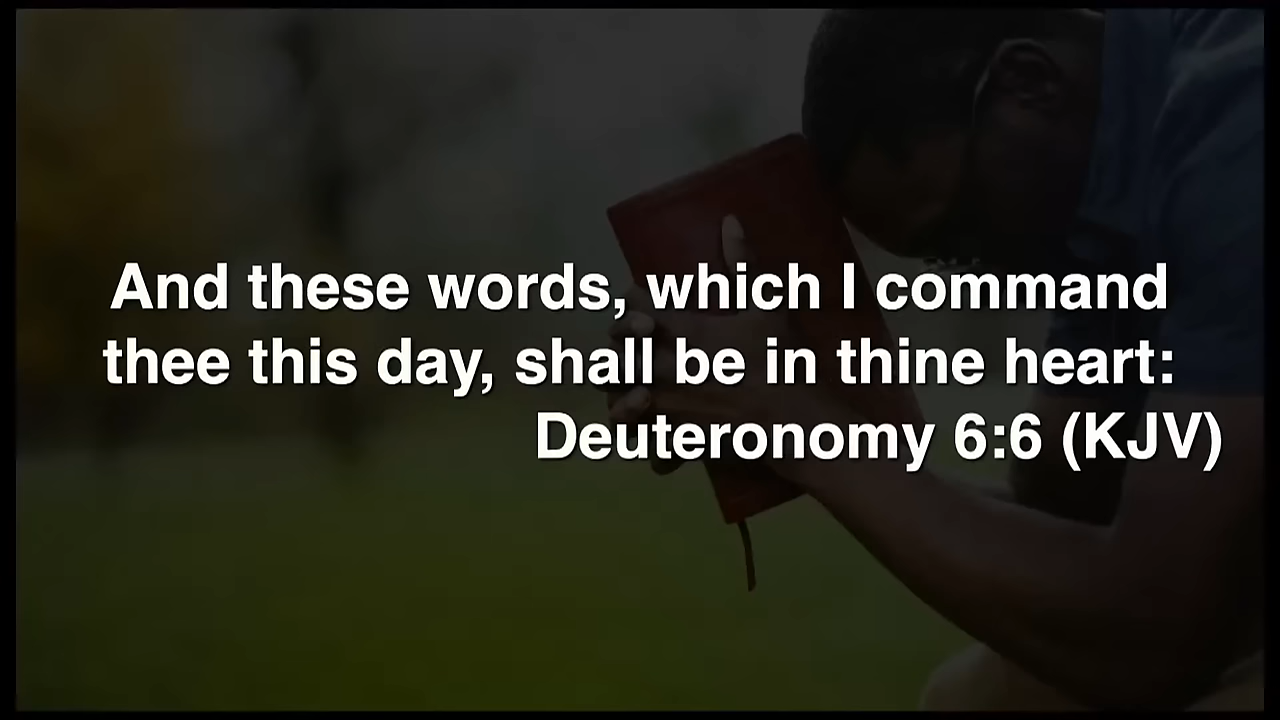 And these words, which I command
thee this day, shall be in thine heart:
Deuteronomy 6:6 (KJV)